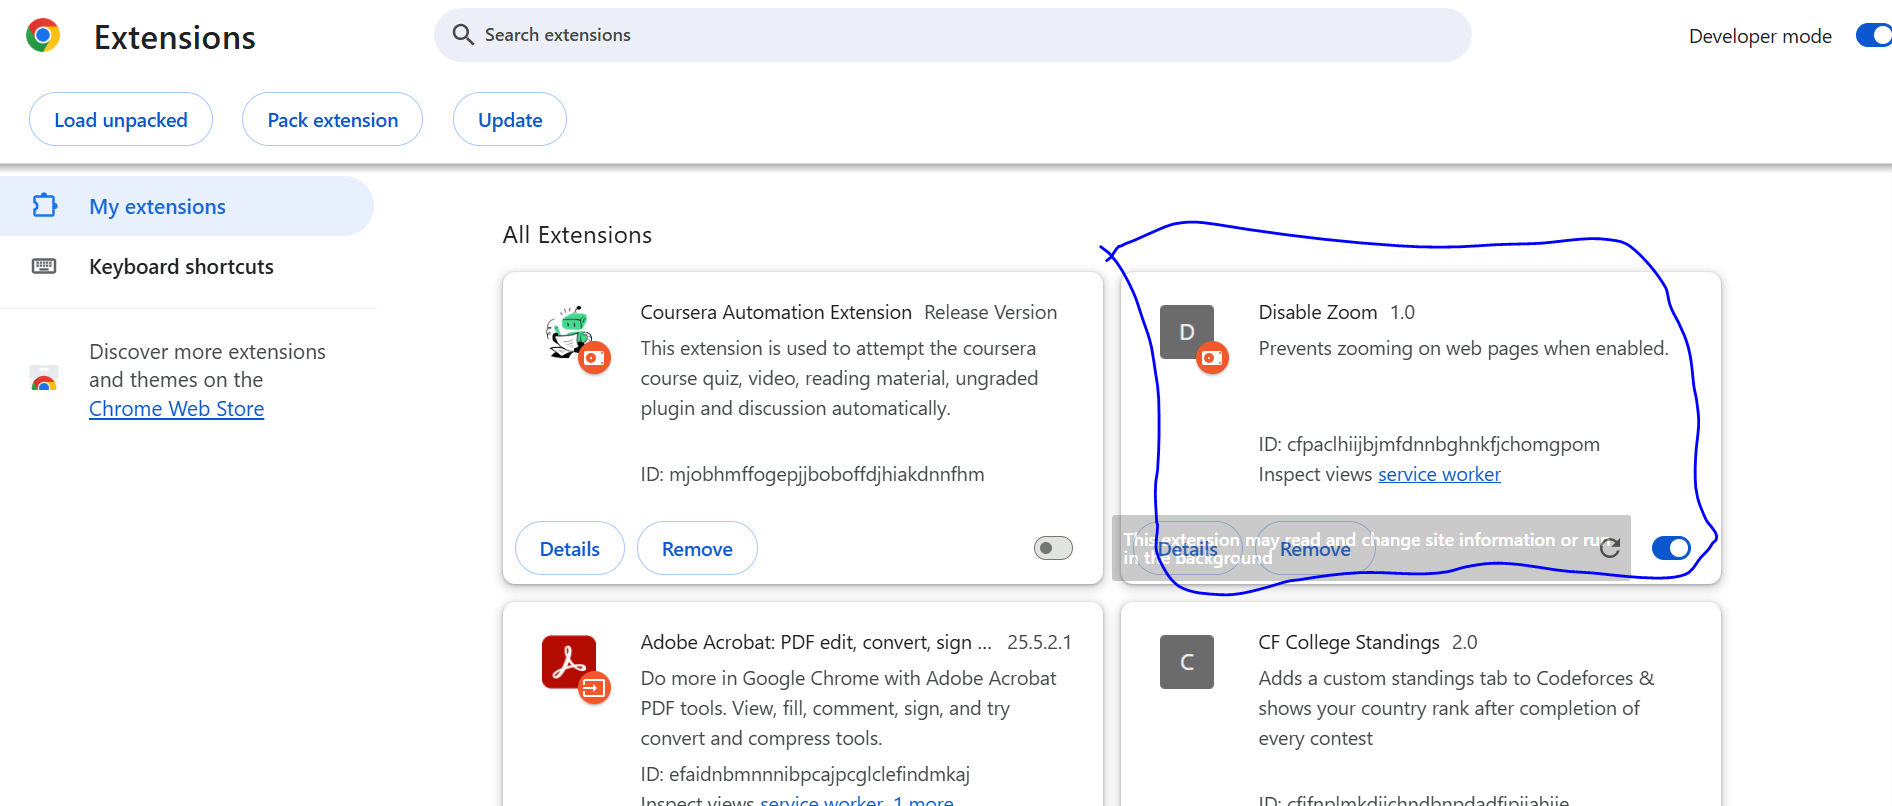 Extensions
Search extensions
Developer mode
Load unpacked
Pack extension
Update
My extensions
Keyboard shortcuts
Discover more extensions
and themes on the
Chrome Web Store
All Extensions
Coursera Automation Extension Release Version
This extension is used to attempt the coursera
course quiz, video, reading material, ungraded
plugin and discussion automatically.
ID: mjobhmffogepjjboboffdjhiakdnnfhm
Details
Remove
D
Disable Zoom 1.0
Prevents zooming on web pages when enabled.
ID: cfpaclhiijbjmfdnnbghnkfjchomgpom
Inspect views service worker
Details
Remove
This extension may read and change site information or run
in the background
Adobe Acrobat: PDF edit, convert, sign ... 25.5.2.1
Do more in Google Chrome with Adobe Acrobat
PDF tools. View, fill, comment, sign, and try
convert and compress tools.
ID: efaidnbmnnnibpcajpcglclefindmkaj
Inspect views service worker, 1 more
C
CF College Standings 2.0
Adds a custom standings tab to Codeforces &
shows your country rank after completion of
every contest
ID: